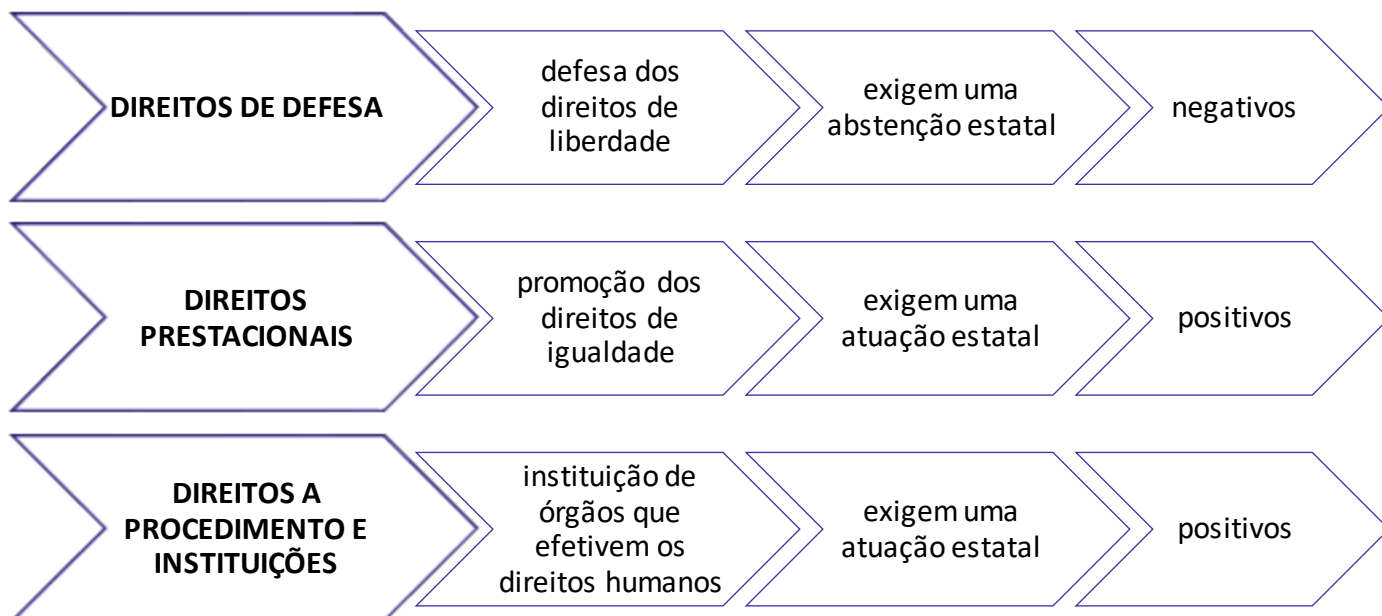 DIREITOS DE DEFESA
defesa dos
direitos de
liberdade
exigem uma
abstenção estatal
negativos
DIREITOS
PRESTACIONAIS
promoção dos
direitos de
igualdade
exigem uma
atuação estatal
positivos
DIREITOS A
PROCEDIMENTO E
INSTITUIÇÕES
instituição de
órgãos que
efetivem os
direitos humanos
exigem uma
atuação estatal
positivos